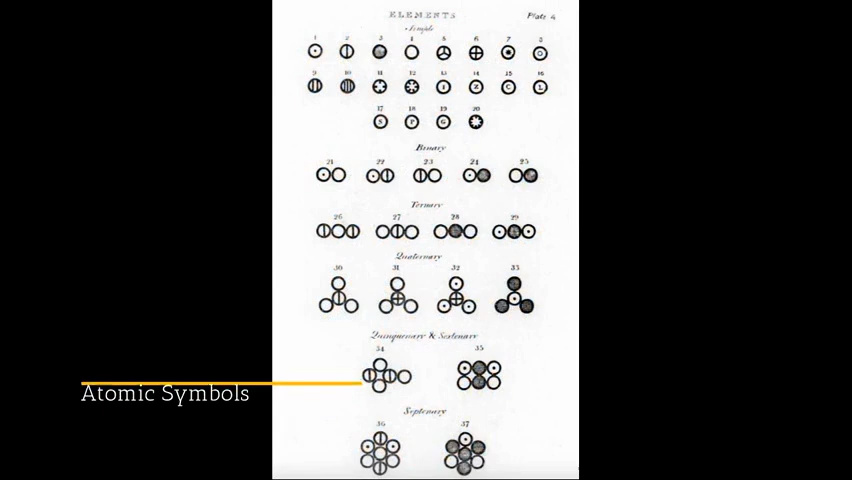 ELEMENTS Plate 4
Simple
1 2 3 4 5 6 7 8
9 10 11 12 13 14 15 16
I Z C L
17 18 19 20
S P G
Binary
21 22 23 24 25
Ternary
26 27 28 29
Quaternary
30 31 32 33
Quinquenary & Sextenary
34 35
Atomic Symbols
Septenary
36 37